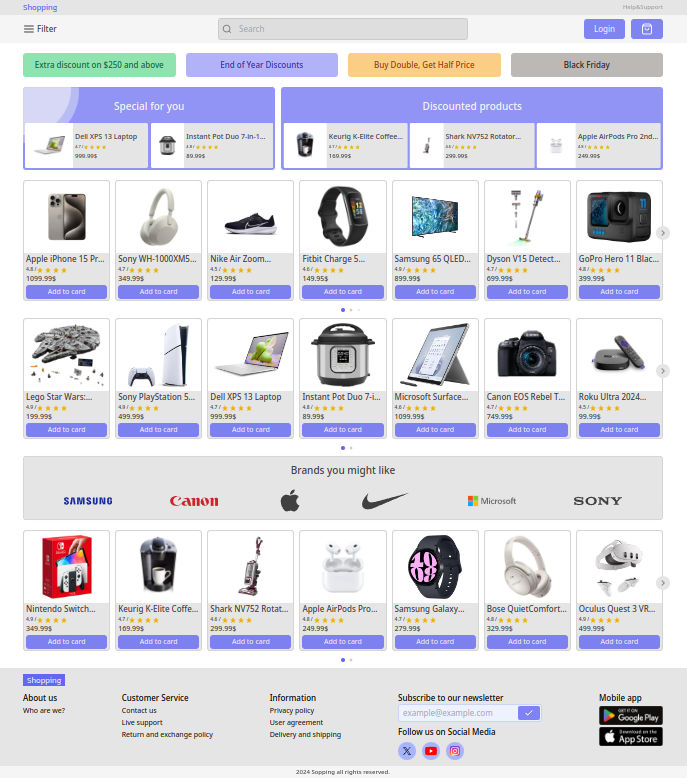 Shopping
Help&Support
Filter
Search
Login
Extra discount on $250 and above
End of Year Discounts
Buy Double, Get Half Price
Black Friday
Special for you
Discounted products
Dell XPS 13 Laptop
4.7 /
999.99$
Instant Pot Duo 7-in-1...
4.8 /
89.99$
Keurig K-Elite Coffee...
4.7 /
169.99$
Shark NV752 Rotator...
4.6 /
299.99$
Apple AirPods Pro 2nd...
4.9 /
249.99$
Apple iPhone 15 Pr...
4.8 /
1099.99$
Add to card
Sony WH-1000XM5...
4.7 /
349.99$
Add to card
Nike Air Zoom...
4.5 /
129.99$
Add to card
Fitbit Charge 5...
4.6 /
149.95$
Add to card
Samsung 65 QLED...
4.9 /
899.99$
Add to card
Dyson V15 Detect...
4.7 /
699.99$
Add to card
GoPro Hero 11 Blac...
4.8 /
399.99$
Add to card
Lego Star Wars:...
4.9 /
199.99$
Add to card
Sony PlayStation 5...
4.9 /
499.99$
Add to card
Dell XPS 13 Laptop
4.7 /
999.99$
Add to card
Instant Pot Duo 7-i...
4.8 /
89.99$
Add to card
Microsoft Surface...
4.6 /
1099.99$
Add to card
Canon EOS Rebel T...
4.7 /
749.99$
Add to card
Roku Ultra 2024...
4.5 /
99.99$
Add to card
Brands you might like
SAMSUNG
Canon
Microsoft
SONY
Nintendo Switch...
4.9 /
349.99$
Add to card
Keurig K-Elite Coffe...
4.7 /
169.99$
Add to card
Shark NV752 Rotat...
4.6 /
299.99$
Add to card
Apple AirPods Pro...
4.8 /
249.99$
Add to card
Samsung Galaxy...
4.7 /
279.99$
Add to card
Bose QuietComfort...
4.8 /
329.99$
Add to card
Oculus Quest 3 VR...
4.9 /
499.99$
Add to card
Shopping
About us
Who are we?
Customer Service
Contact us
Live support
Return and exchange policy
Information
Privacy policy
User agreement
Delivery and shipping
Subscribe to our newsletter
email@example.com
Follow us on Social Media
Mobile app
GET IT ON
Google Play
Download on the
App Store
2024 Sopping all rights reserved.